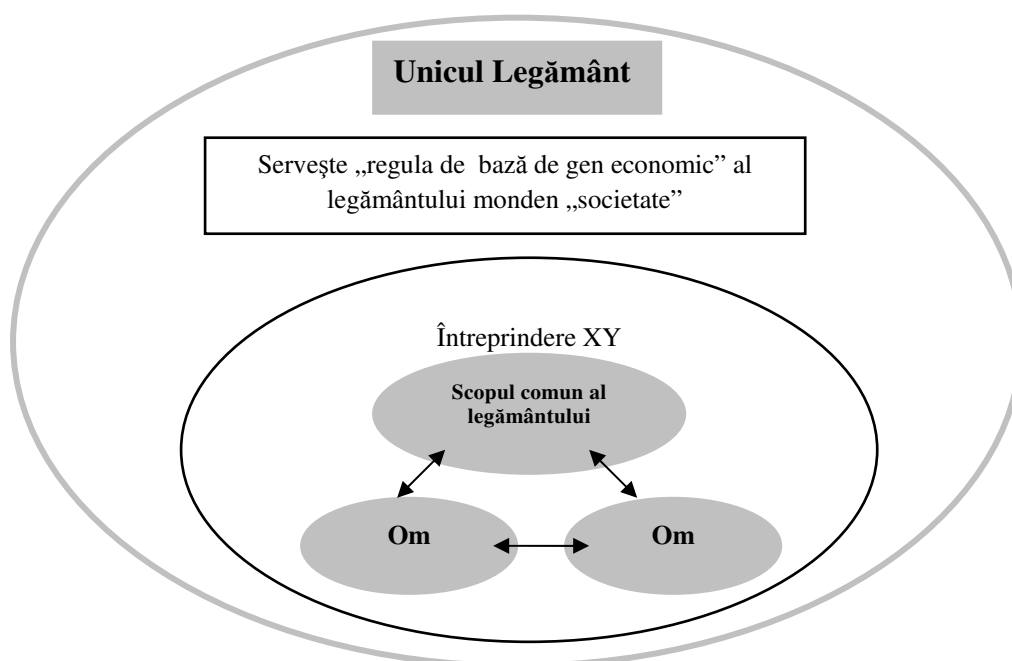 Unicul Legământ
Serveşte „regula de bază de gen economic” al
legământului monden „societate”
Întreprindere XY
Scopul comun al
legământului
Om
Om